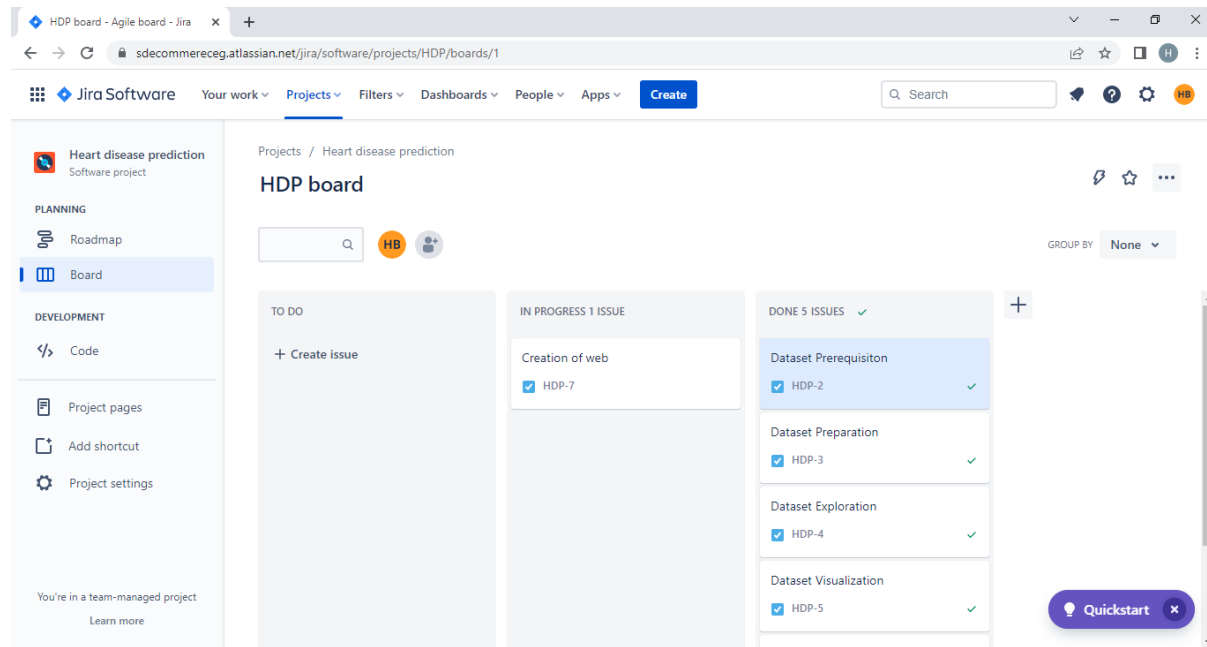 HDP board - Agile board - Jira
sdecommereceg.atlassian.net/jira/software/projects/HDP/boards/1
H
Jira Software
Your work
Projects
Filters
Dashboards
People
Apps
Create
Search
HB
Heart disease prediction
Software project
PLANNING
Roadmap
Board
DEVELOPMENT
Code
Project pages
Add shortcut
Project settings
You're in a team-managed project
Learn more
Projects / Heart disease prediction
HDP board
HB
GROUP BY None
TO DO
+ Create issue
IN PROGRESS 1 ISSUE
Creation of web
HDP-7
DONE 5 ISSUES
Dataset Prerequisiton
HDP-2
Dataset Preparation
HDP-3
Dataset Exploration
HDP-4
Dataset Visualization
HDP-5
Quickstart